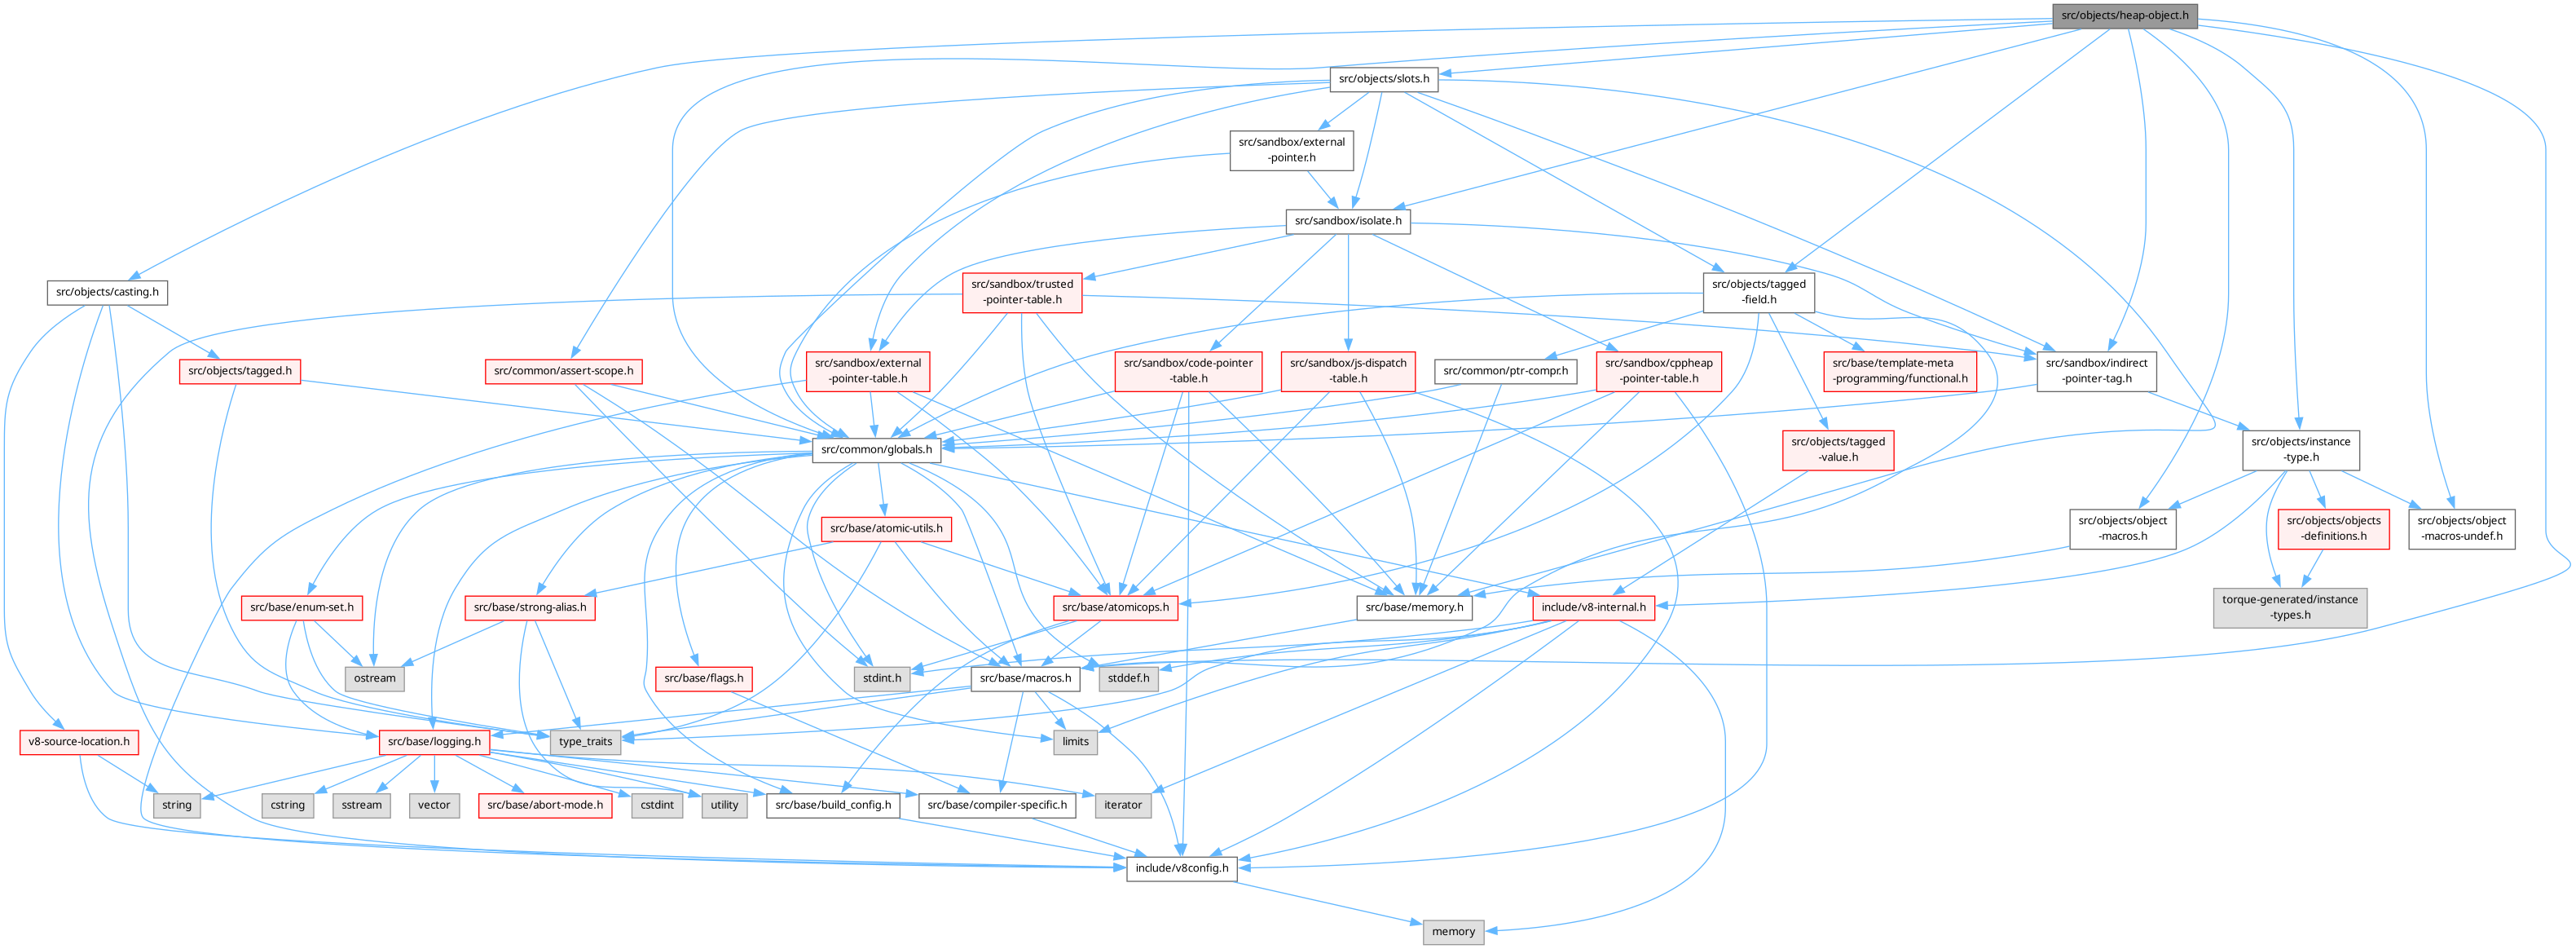 src/objects/heap-object.h
src/objects/slots.h
src/sandbox/external
-pointer.h
src/sandbox/isolate.h
src/objects/casting.h
src/sandbox/trusted
-pointer-table.h
src/objects/tagged
-field.h
src/objects/tagged.h
src/common/assert-scope.h
src/sandbox/external
-pointer-table.h
src/sandbox/code-pointer
-table.h
src/sandbox/js-dispatch
-table.h
src/common/ptr-compr.h
src/sandbox/cppheap
-pointer-table.h
src/base/template-meta
-programming/functional.h
src/sandbox/indirect
-pointer-tag.h
src/common/globals.h
src/objects/tagged
-value.h
src/objects/instance
-type.h
src/base/atomic-utils.h
src/objects/object
-macros.h
src/objects/objects
-definitions.h
src/objects/object
-macros-undef.h
src/base/enum-set.h
src/base/strong-alias.h
src/base/atomicops.h
src/base/memory.h
include/v8-internal.h
torque-generated/instance
-types.h
ostream
src/base/flags.h
stdint.h
src/base/macros.h
stddef.h
v8-source-location.h
src/base/logging.h
type_traits
limits
string
cstring
sstream
vector
src/base/abort-mode.h
cstdint
utility
src/base/build_config.h
src/base/compiler-specific.h
iterator
include/v8config.h
memory